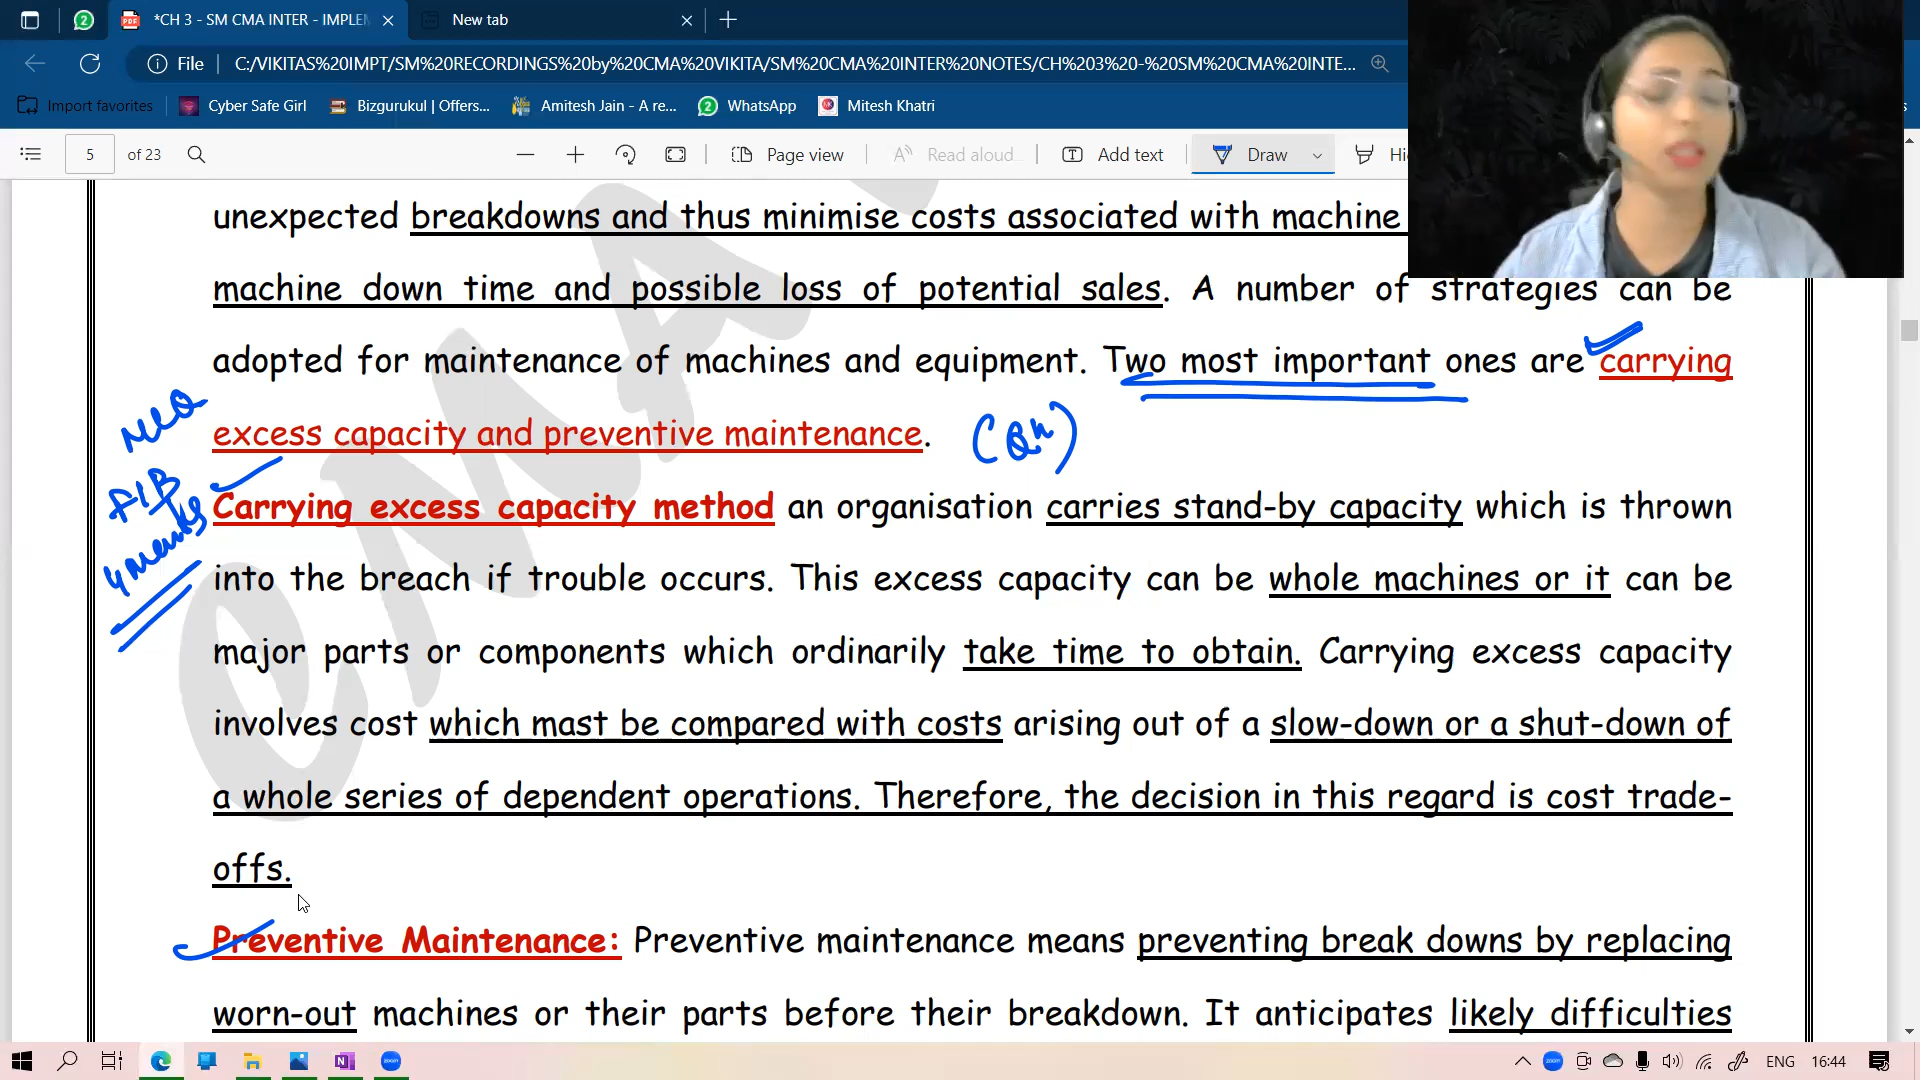 *CH 3 - SM CMA INTER - IMPLEM
New tab
File
C:/VIKITAS%20IMPT/SM%20RECORDINGS%20by%20CMA%20VIKITA/SM%20CMA%20INTER%20NOTES/CH%203%20-%20SM%20CMA%20INTE...
Import favorites
Cyber Safe Girl
Bizgurukul | Offers...
Amitesh Jain - A re...
WhatsApp
Mitesh Khatri
5
of 23
Page view
Read aloud
Add text
Draw
unexpected breakdowns and thus minimise costs associated with machine
machine down time and possible loss of potential sales. A number of strategies can be
adopted for maintenance of machines and equipment. Two most important ones are carrying
MCQ
excess capacity and preventive maintenance. (Qn)
FIB
4 marks
Carrying excess capacity method an organisation carries stand-by capacity which is thrown
into the breach if trouble occurs. This excess capacity can be whole machines or it can be
major parts or components which ordinarily take time to obtain. Carrying excess capacity
involves cost which mast be compared with costs arising out of a slow-down or a shut-down of
a whole series of dependent operations. Therefore, the decision in this regard is cost trade-
offs.
Preventive Maintenance: Preventive maintenance means preventing break downs by replacing
worn-out machines or their parts before their breakdown. It anticipates likely difficulties
CMA
zoom
zoom
ENG
16:44